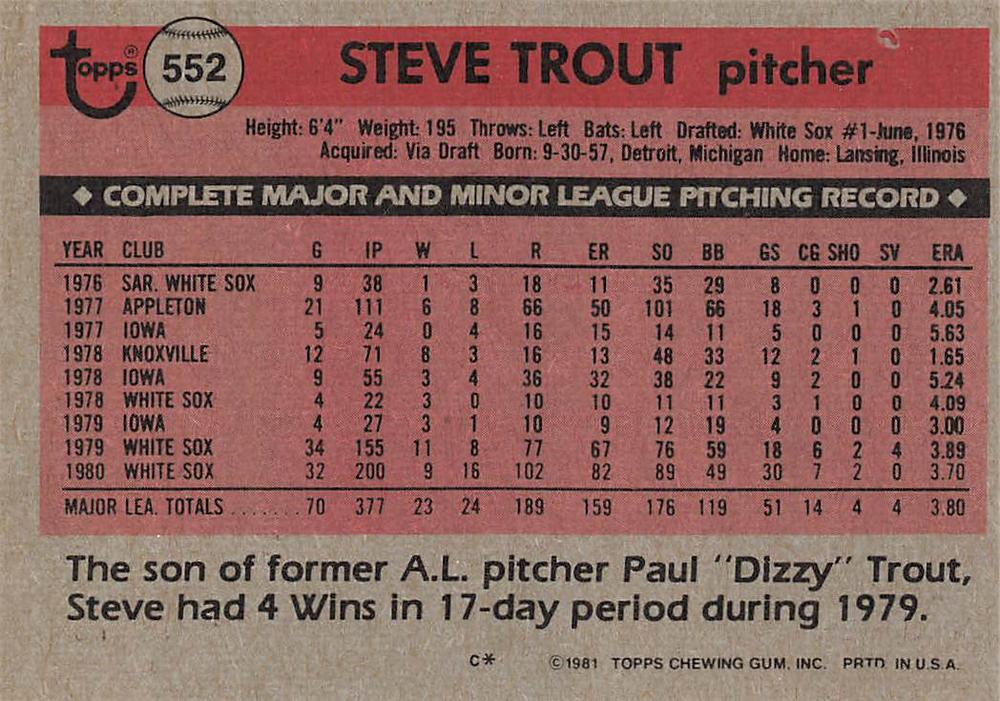 Topps® 552 STEVE TROUT pitcher
Height: 6'4" Weight: 195 Throws: Left Bats: Left Drafted: White Sox #1-June, 1976
Acquired: Via Draft Born: 9-30-57, Detroit, Michigan Home: Lansing, Illinois
◆ COMPLETE MAJOR AND MINOR LEAGUE PITCHING RECORD ◆
YEAR CLUB G IP W L R ER SO BB GS CG SHO SV ERA
1976 SAR. WHITE SOX 9 38 1 3 18 11 35 29 8 0 0 0 2.61
1977 APPLETON 21 111 6 8 66 50 101 66 18 3 1 0 4.05
1977 IOWA 5 24 0 4 16 15 14 11 5 0 0 0 5.63
1978 KNOXVILLE 12 71 8 3 16 13 48 33 12 2 1 0 1.65
1978 IOWA 9 55 3 4 36 32 38 22 9 2 0 0 5.24
1978 WHITE SOX 4 22 3 0 10 10 11 11 3 1 0 0 4.09
1979 IOWA 4 27 3 1 10 9 12 19 4 0 0 0 3.00
1979 WHITE SOX 34 155 11 8 77 67 76 59 18 6 2 4 3.89
1980 WHITE SOX 32 200 9 16 102 82 89 49 30 7 2 0 3.70
MAJOR LEA. TOTALS ....... 70 377 23 24 189 159 176 119 51 14 4 4 3.80
The son of former A.L. pitcher Paul "Dizzy" Trout,
Steve had 4 Wins in 17-day period during 1979.
C* ©1981 TOPPS CHEWING GUM, INC. PRTD. IN U.S.A.